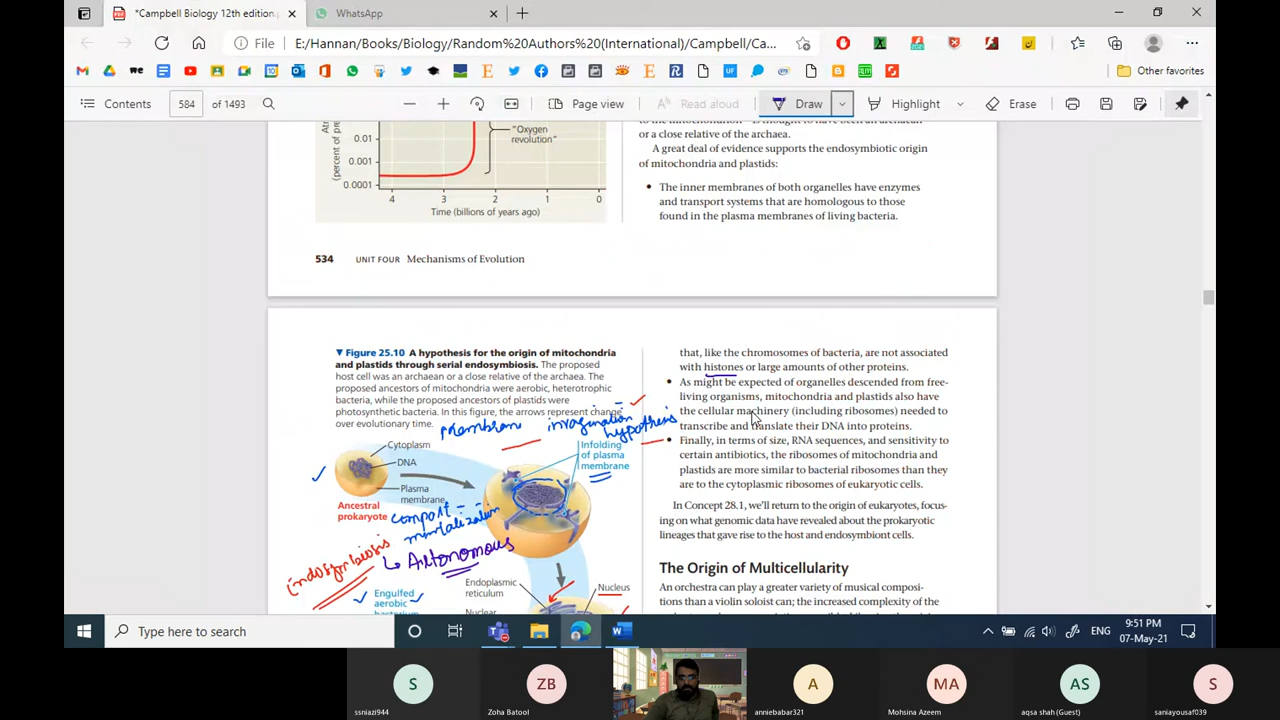 *Campbell Biology 12th edition.
WhatsApp
File
E:/Hannan/Books/Biology/Random%20Authors%20(International)/Campbell/Ca...
Other favorites
Contents
584
of 1493
Page view
Read aloud
Draw
Highlight
Erase
(percent of pre
0.01
0.001
0.0001
"Oxygen
revolution"
4
3
2
1
0
Time (billions of years ago)
or a close relative of the archaea.
A great deal of evidence supports the endosymbiotic origin
of mitochondria and plastids:
• The inner membranes of both organelles have enzymes
and transport systems that are homologous to those
found in the plasma membranes of living bacteria.
534
UNIT FOUR Mechanisms of Evolution
▼ Figure 25.10 A hypothesis for the origin of mitochondria
and plastids through serial endosymbiosis. The proposed
host cell was an archaean or a close relative of the archaea. The
proposed ancestors of mitochondria were aerobic, heterotrophic
bacteria, while the proposed ancestors of plastids were
photosynthetic bacteria. In this figure, the arrows represent change
over evolutionary time.
membrane invagination
hypothesis
Cytoplasm
DNA
Plasma
membrane
Infolding
of plasma
membrane
Ancestral
prokaryote
compart-
mentalization
Autonomous
endosymbiosis
Engulfed
aerobic
Endoplasmic
reticulum
Nucleus
Nuclear
that, like the chromosomes of bacteria, are not associated
with histones or large amounts of other proteins.
• As might be expected of organelles descended from free-
living organisms, mitochondria and plastids also have
the cellular machinery (including ribosomes) needed to
transcribe and translate their DNA into proteins.
• Finally, in terms of size, RNA sequences, and sensitivity to
certain antibiotics, the ribosomes of mitochondria and
plastids are more similar to bacterial ribosomes than they
are to the cytoplasmic ribosomes of eukaryotic cells.
In Concept 28.1, we'll return to the origin of eukaryotes, focus-
ing on what genomic data have revealed about the prokaryotic
lineages that gave rise to the host and endosymbiont cells.
The Origin of Multicellularity
An orchestra can play a greater variety of musical composi-
tions than a violin soloist can; the increased complexity of the
Type here to search
ENG
9:51 PM
07-May-21
S
ZB
A
MA
AS
S
ssniazi944
Zoha Batool
anniebabar321
Mohsina Azeem
aqsa shah (Guest)
saniayousaf039